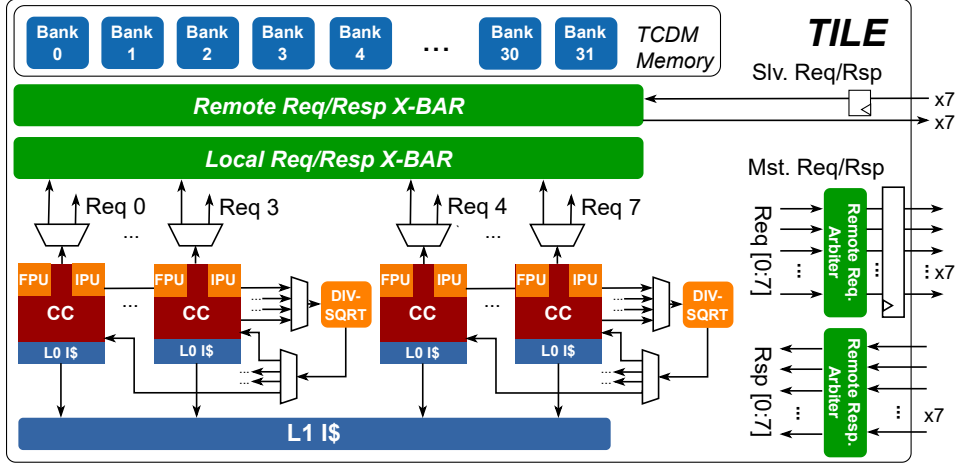 Bank 0
Bank 1
Bank 2
Bank 3
Bank 4
...
Bank 30
Bank 31
TCDM
Memory
TILE
Slv. Req/Rsp
x7
x7
Remote Req/Resp X-BAR
Local Req/Resp X-BAR
Mst. Req/Rsp
Req 0
...
Req 3
Req 4
...
Req 7
Req [0:7]
...
Remote Req.
Arbiter
...
...
x7
FPU
IPU
CC
L0 I$
...
FPU
IPU
CC
L0 I$
...
...
DIV-
SQRT
...
...
...
FPU
IPU
CC
L0 I$
...
FPU
IPU
CC
L0 I$
...
...
DIV-
SQRT
...
...
...
Rsp [0:7]
...
Remote Resp.
Arbiter
...
x7
L1 I$